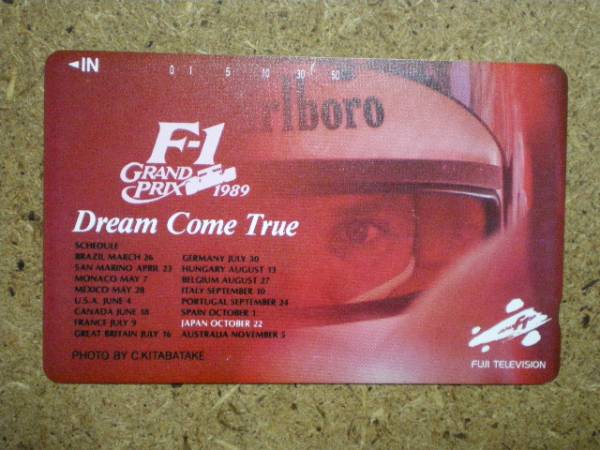 ◄IN
0 1 5 10 30 50
Marlboro
F-1
GRAND
PRIX
1989
Dream Come True
SCHEDULE
BRAZIL MARCH 26
SAN MARINO APRIL 23
MONACO MAY 7
MEXICO MAY 28
U.S.A. JUNE 4
CANADA JUNE 18
FRANCE JULY 9
GREAT BRITAIN JULY 16
GERMANY JULY 30
HUNGARY AUGUST 13
BELGIUM AUGUST 27
ITALY SEPTEMBER 10
PORTUGAL SEPTEMBER 24
SPAIN OCTOBER 1
JAPAN OCTOBER 22
AUSTRALIA NOVEMBER 5
PHOTO BY C.KITABATAKE
FUJI TELEVISION